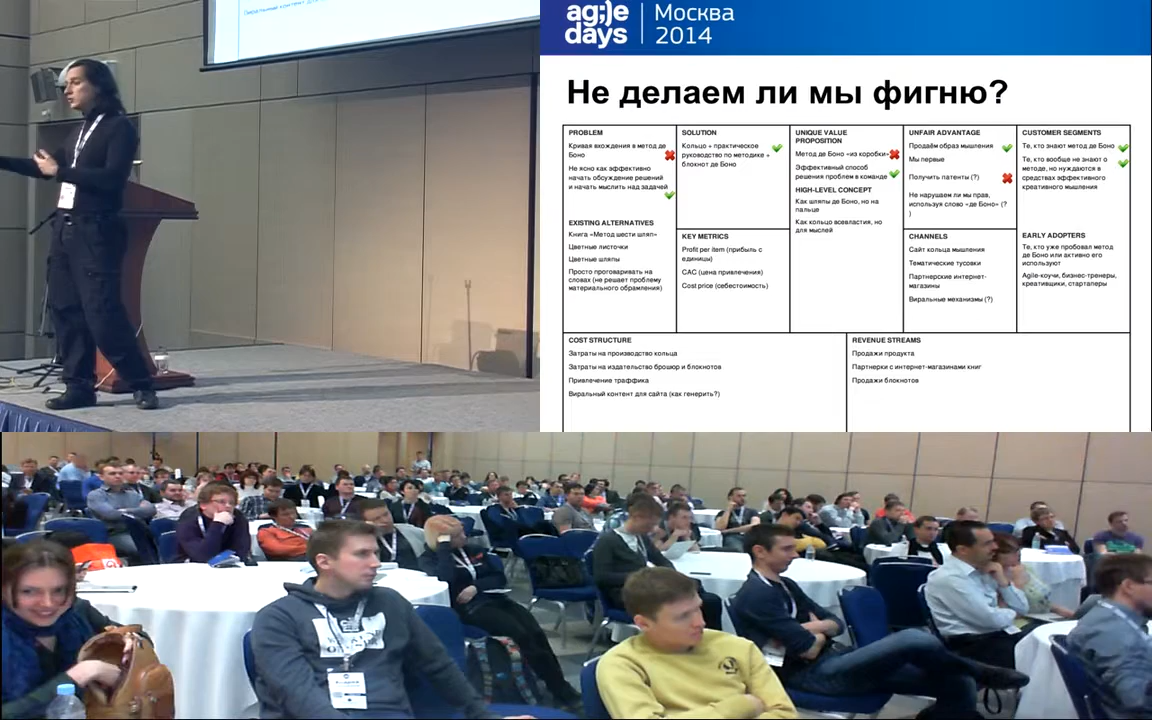 agile days
Москва
2014
Не делаем ли мы фигню?
PROBLEM
Кривая вхождения в метод де
Боно
Не ясно как эффективно
начать обсуждение решений
и начать мыслить над задачей
EXISTING ALTERNATIVES
Книга «Метод шести шляп»
Цветные листочки
Цветные шляпы
Просто проговаривать на
словах (не решает проблему
материального обрамления)
SOLUTION
Кольцо + практическое
руководство по методике +
блокнот де Боно
KEY METRICS
Profit per item (прибыль с
единицы)
CAC (цена привлечения)
Cost price (себестоимость)
UNIQUE VALUE
PROPOSITION
Метод де Боно «из коробки»
Эффективный способ
решения проблем в команде
HIGH-LEVEL CONCEPT
Как шляпы де Боно, но на
пальце
Как кольцо всевластия, но
для мыслей
UNFAIR ADVANTAGE
Продаём образ мышления
Мы первые
Получить патенты (?)
Не нарушаем ли мы прав,
используя слово «де Боно» (?
)
CHANNELS
Сайт кольца мышления
Тематические тусовки
Партнерские интернет-
магазины
Виральные механизмы (?)
CUSTOMER SEGMENTS
Те, кто знают метод де Боно
Те, кто вообще не знают о
методе, но нуждаются в
средствах эффективного
креативного мышления
EARLY ADOPTERS
Те, кто уже пробовал метод
де Боно или активно его
используют
Agile-коучи, бизнес-тренеры,
креативщики, стартаперы
COST STRUCTURE
Затраты на производство кольца
Затраты на издательство брошюр и блокнотов
Привлечение траффика
Виральный контент для сайта (как генерить?)
REVENUE STREAMS
Продажи продукта
Партнерки с интернет-магазинами книг
Продажи блокнотов